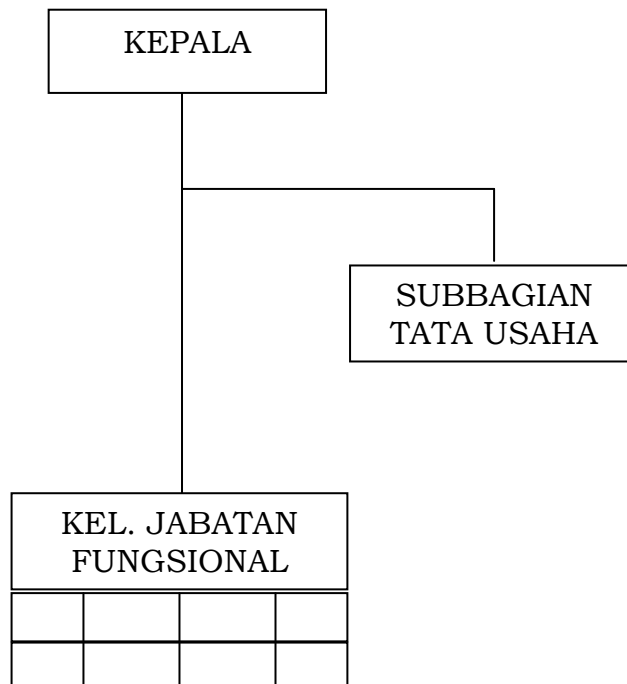 KEPALA
SUBBAGIAN
TATA USAHA
KEL. JABATAN
FUNGSIONAL